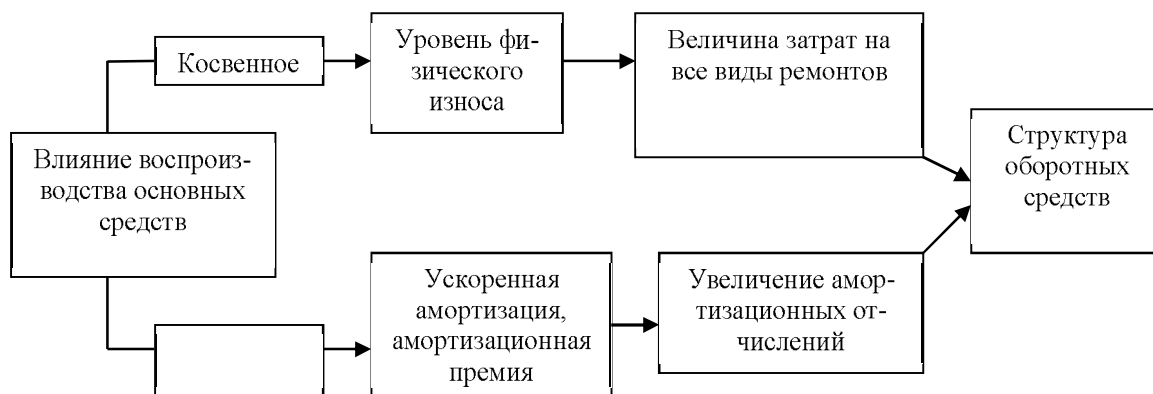 Косвенное
Уровень фи-
зического
износа
Величина затрат на
все виды ремонтов
Влияние воспроиз-
водства основных
средств
Структура
оборотных
средств
Ускоренная
амортизация,
амортизационная
премия
Увеличение амор-
тизационных от-
числений